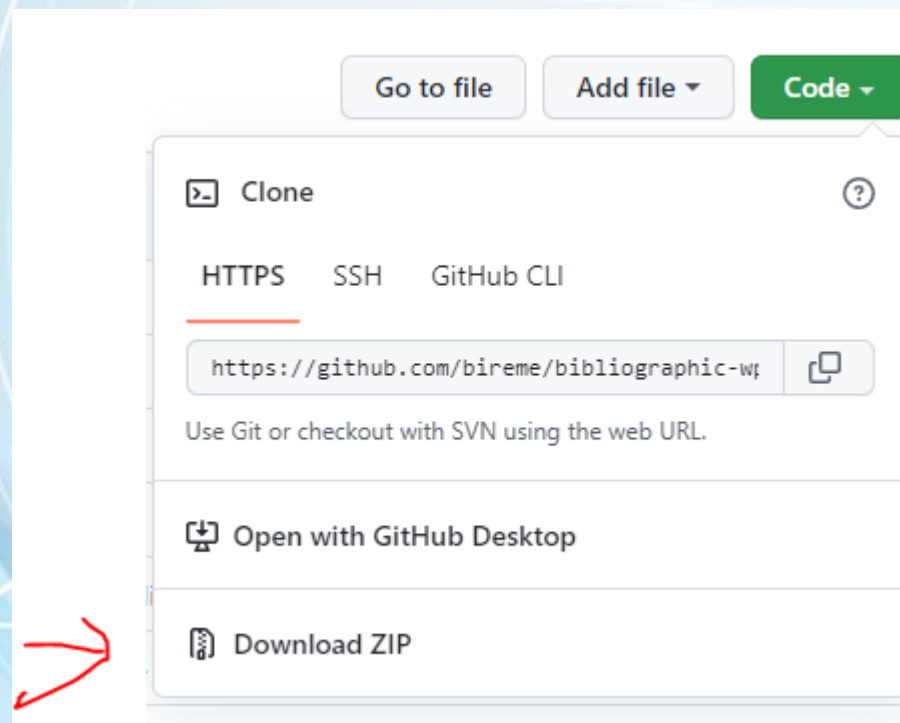 Go to file Add file Code
Clone
HTTPS SSH GitHub CLI
https://github.com/bireme/bibliographic-wp
Use Git or checkout with SVN using the web URL.
Open with GitHub Desktop
Download ZIP